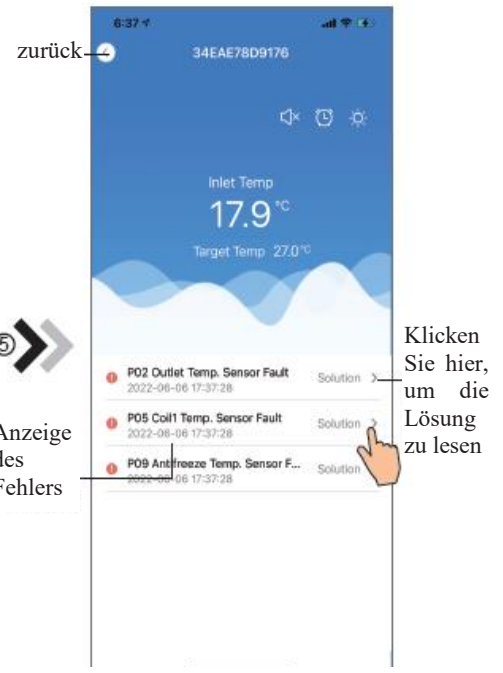 6:37
zurück
34EAE78D9176
Inlet Temp
17.9 °C
Target Temp 27.0°C
⑤
P02 Outlet Temp. Sensor Fault
2022-06-06 17:37:28
Solution
P05 Coil1 Temp. Sensor Fault
2022-06-06 17:37:28
Solution
P09 Antifreeze Temp. Sensor F...
2022-06-06 17:37:28
Solution
Anzeige
des
Fehlers
Klicken
Sie hier,
um die
Lösung
zu lesen